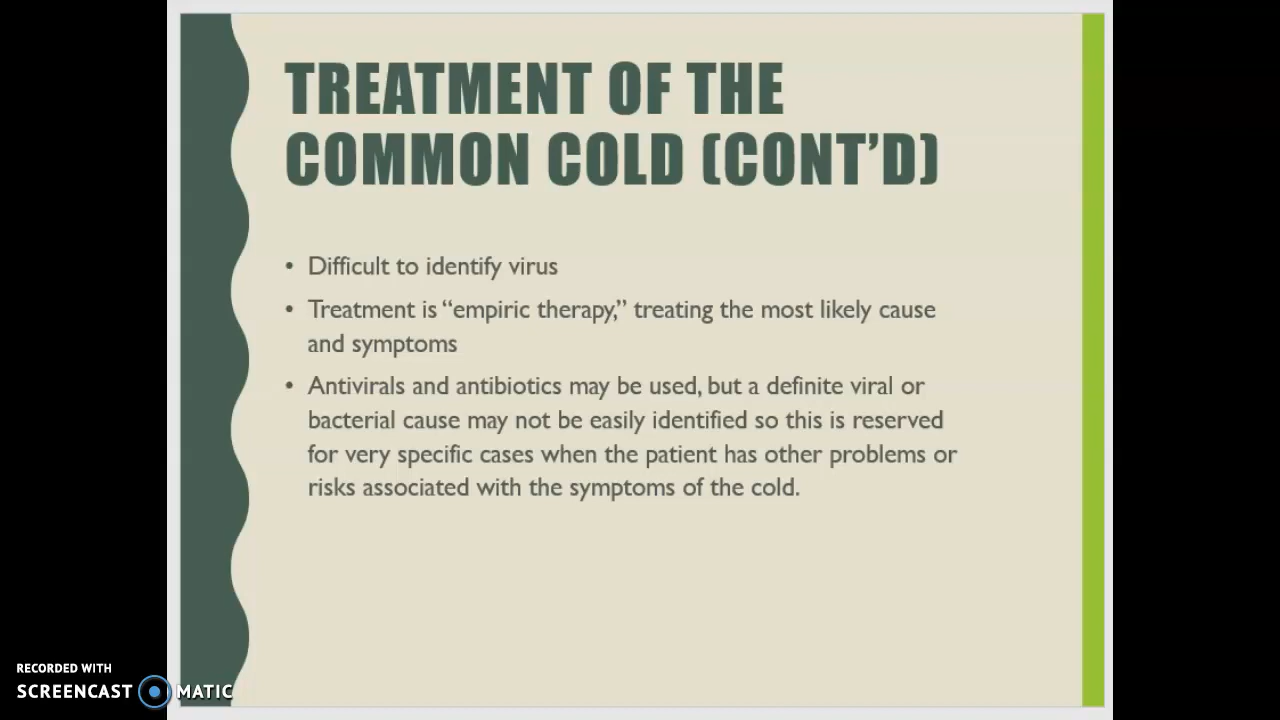 TREATMENT OF THE
COMMON COLD (CONT’D)
• Difficult to identify virus
• Treatment is “empiric therapy,” treating the most likely cause
and symptoms
• Antivirals and antibiotics may be used, but a definite viral or
bacterial cause may not be easily identified so this is reserved
for very specific cases when the patient has other problems or
risks associated with the symptoms of the cold.
RECORDED WITH
SCREENCAST MATIC